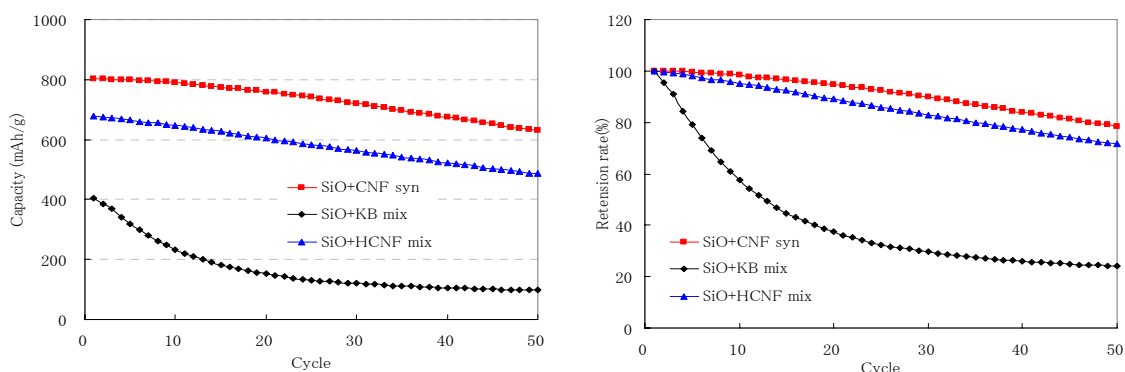 1000
800
600
400
200
0
Capacity (mAh/g)
SiO+CNF syn
SiO+KB mix
SiO+HCNF mix
0 10 20 30 40 50
Cycle
120
100
80
60
40
20
0
Retension rate(%)
SiO+CNF syn
SiO+KB mix
SiO+HCNF mix
0 10 20 30 40 50
Cycle